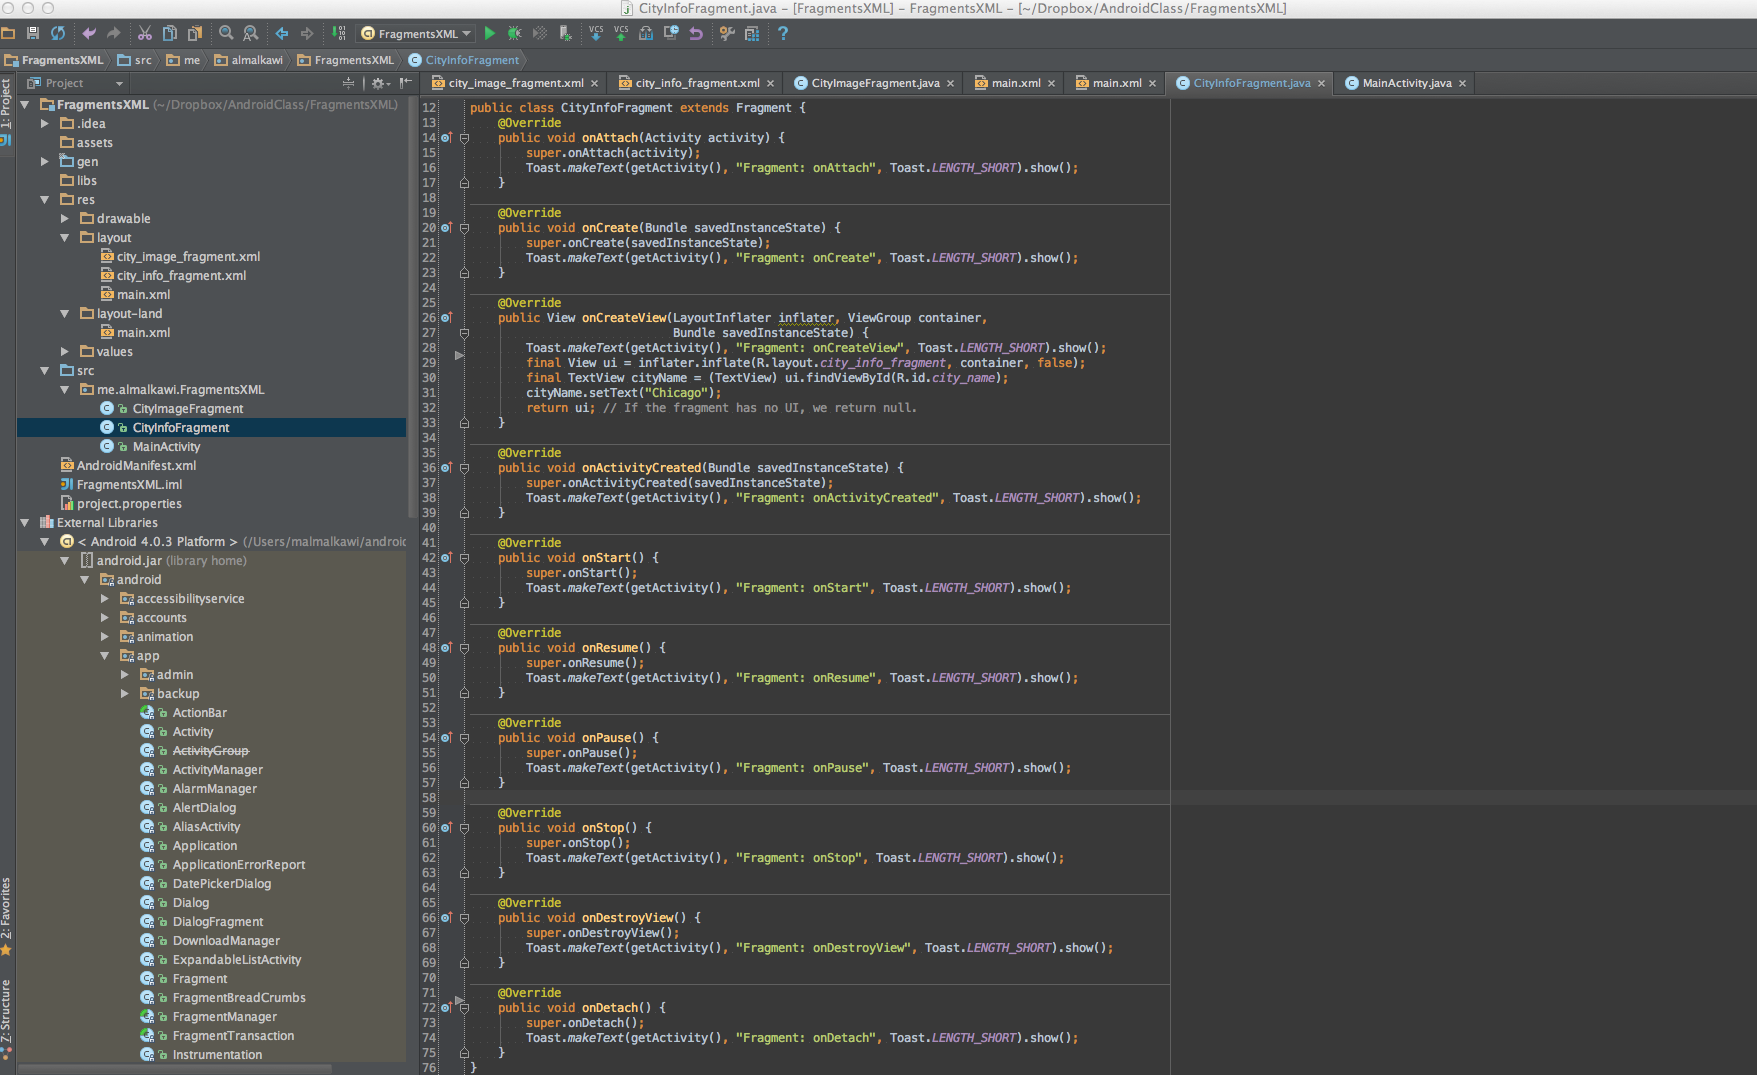 CityInfoFragment.java - [FragmentsXML] - FragmentsXML - [~/Dropbox/AndroidClass/FragmentsXML]
FragmentsXML
VCS VCS
FragmentsXML src me almalkawi FragmentsXML CityInfoFragment
Project
city_image_fragment.xml city_info_fragment.xml CityImageFragment.java main.xml main.xml CityInfoFragment.java MainActivity.java
1: Project
2: Favorites
Z: Structure
FragmentsXML (~/Dropbox/AndroidClass/FragmentsXML)
.idea
assets
gen
libs
res
drawable
layout
city_image_fragment.xml
city_info_fragment.xml
main.xml
layout-land
main.xml
values
src
me.almalkawi.FragmentsXML
CityImageFragment
CityInfoFragment
MainActivity
AndroidManifest.xml
FragmentsXML.iml
project.properties
External Libraries
< Android 4.0.3 Platform > (/Users/malmalkawi/android
android.jar (library home)
android
accessibilityservice
accounts
animation
app
admin
backup
ActionBar
Activity
ActivityGroup
ActivityManager
AlarmManager
AlertDialog
AliasActivity
Application
ApplicationErrorReport
DatePickerDialog
Dialog
DialogFragment
DownloadManager
ExpandableListActivity
Fragment
FragmentBreadCrumbs
FragmentManager
FragmentTransaction
Instrumentation
12 public class CityInfoFragment extends Fragment {
13 @Override
14 public void onAttach(Activity activity) {
15 super.onAttach(activity);
16 Toast.makeText(getActivity(), "Fragment: onAttach", Toast.LENGTH_SHORT).show();
17 }
18
19 @Override
20 public void onCreate(Bundle savedInstanceState) {
21 super.onCreate(savedInstanceState);
22 Toast.makeText(getActivity(), "Fragment: onCreate", Toast.LENGTH_SHORT).show();
23 }
24
25 @Override
26 public View onCreateView(LayoutInflater inflater, ViewGroup container,
27 Bundle savedInstanceState) {
28 Toast.makeText(getActivity(), "Fragment: onCreateView", Toast.LENGTH_SHORT).show();
29 final View ui = inflater.inflate(R.layout.city_info_fragment, container, false);
30 final TextView cityName = (TextView) ui.findViewById(R.id.city_name);
31 cityName.setText("Chicago");
32 return ui; // If the fragment has no UI, we return null.
33 }
34
35 @Override
36 public void onActivityCreated(Bundle savedInstanceState) {
37 super.onActivityCreated(savedInstanceState);
38 Toast.makeText(getActivity(), "Fragment: onActivityCreated", Toast.LENGTH_SHORT).show();
39 }
40
41 @Override
42 public void onStart() {
43 super.onStart();
44 Toast.makeText(getActivity(), "Fragment: onStart", Toast.LENGTH_SHORT).show();
45 }
46
47 @Override
48 public void onResume() {
49 super.onResume();
50 Toast.makeText(getActivity(), "Fragment: onResume", Toast.LENGTH_SHORT).show();
51 }
52
53 @Override
54 public void onPause() {
55 super.onPause();
56 Toast.makeText(getActivity(), "Fragment: onPause", Toast.LENGTH_SHORT).show();
57 }
58
59 @Override
60 public void onStop() {
61 super.onStop();
62 Toast.makeText(getActivity(), "Fragment: onStop", Toast.LENGTH_SHORT).show();
63 }
64
65 @Override
66 public void onDestroyView() {
67 super.onDestroyView();
68 Toast.makeText(getActivity(), "Fragment: onDestroyView", Toast.LENGTH_SHORT).show();
69 }
70
71 @Override
72 public void onDetach() {
73 super.onDetach();
74 Toast.makeText(getActivity(), "Fragment: onDetach", Toast.LENGTH_SHORT).show();
75 }
76 }